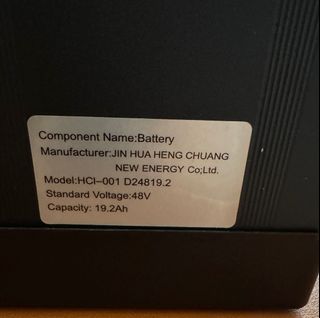 Component Name:Battery
Manufacturer:JIN HUA HENG CHUANG
NEW ENERGY Co;Ltd.
Model:HCI-001 D24819.2
Standard Voltage:48V
Capacity: 19.2Ah